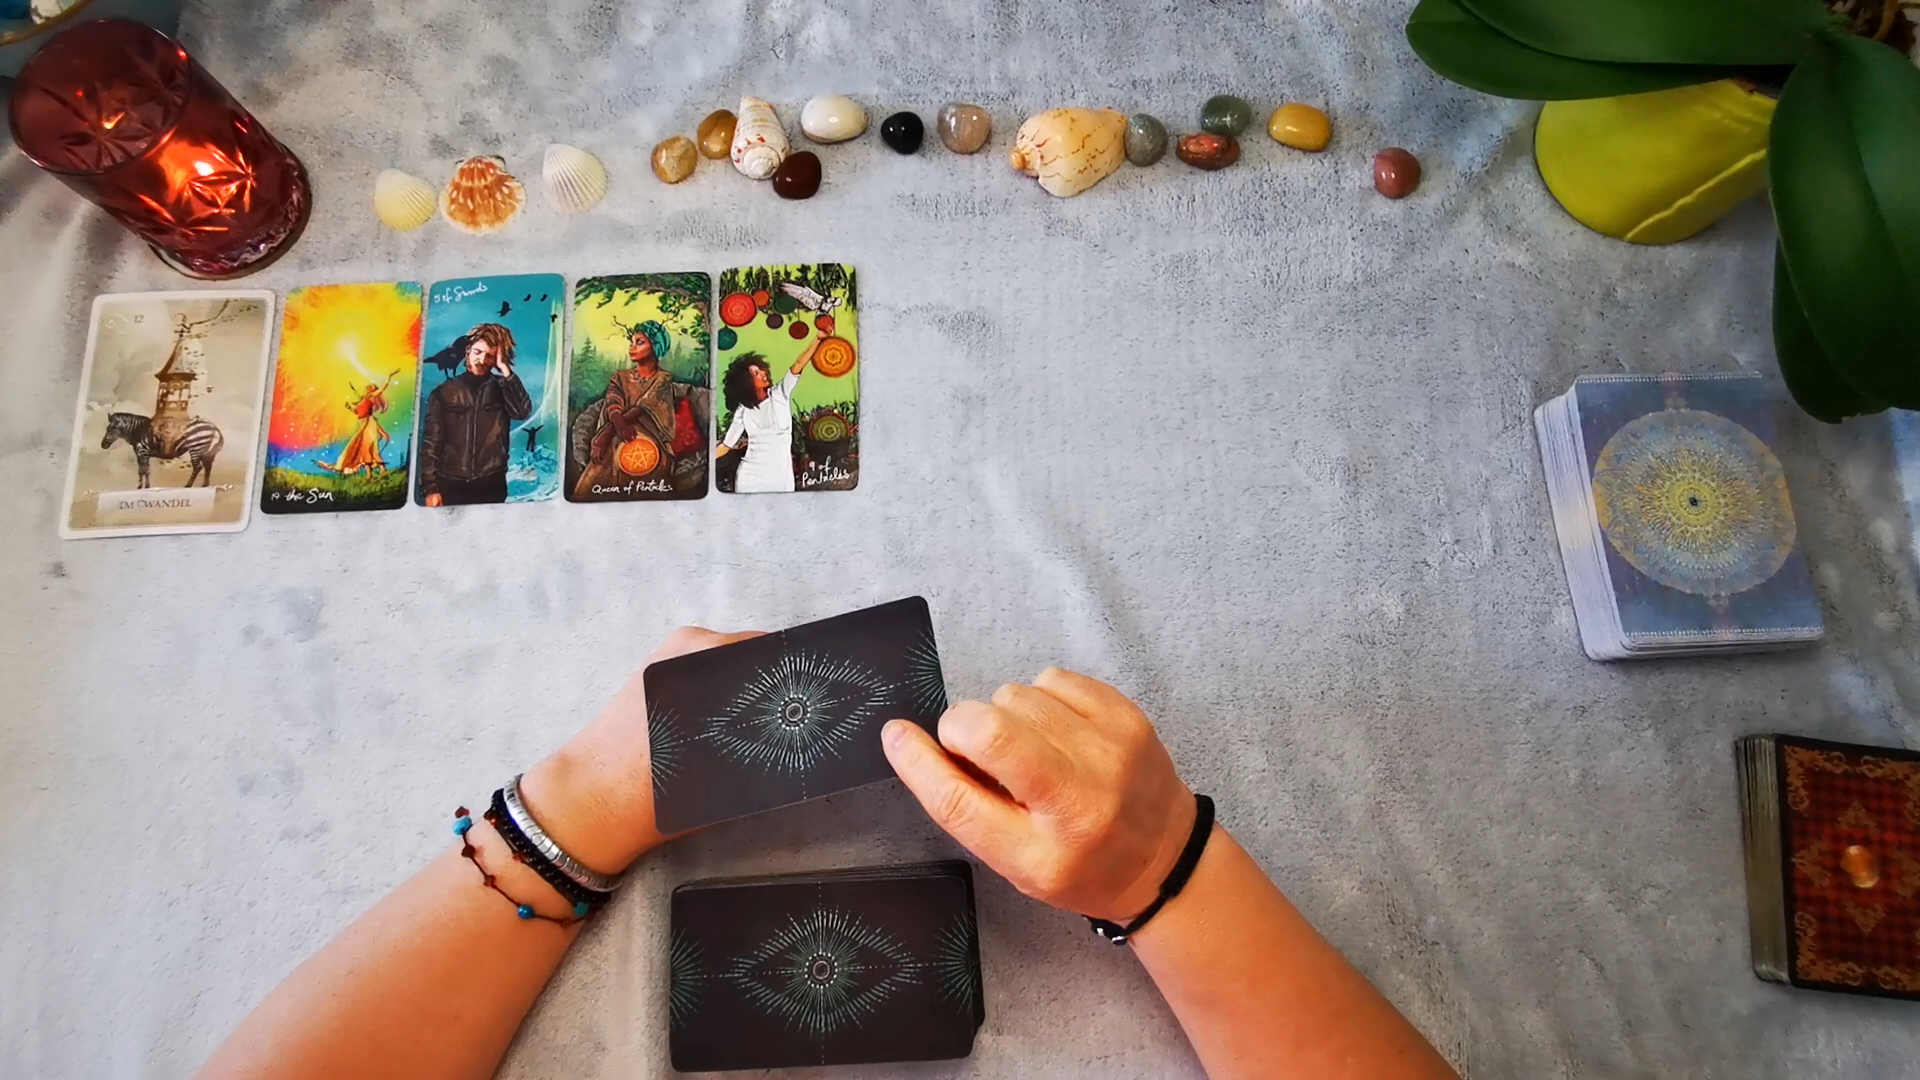 12
IM WANDEL
19 the Sun
5 of Swords
Queen of Pentacles
9 of
Pentacles